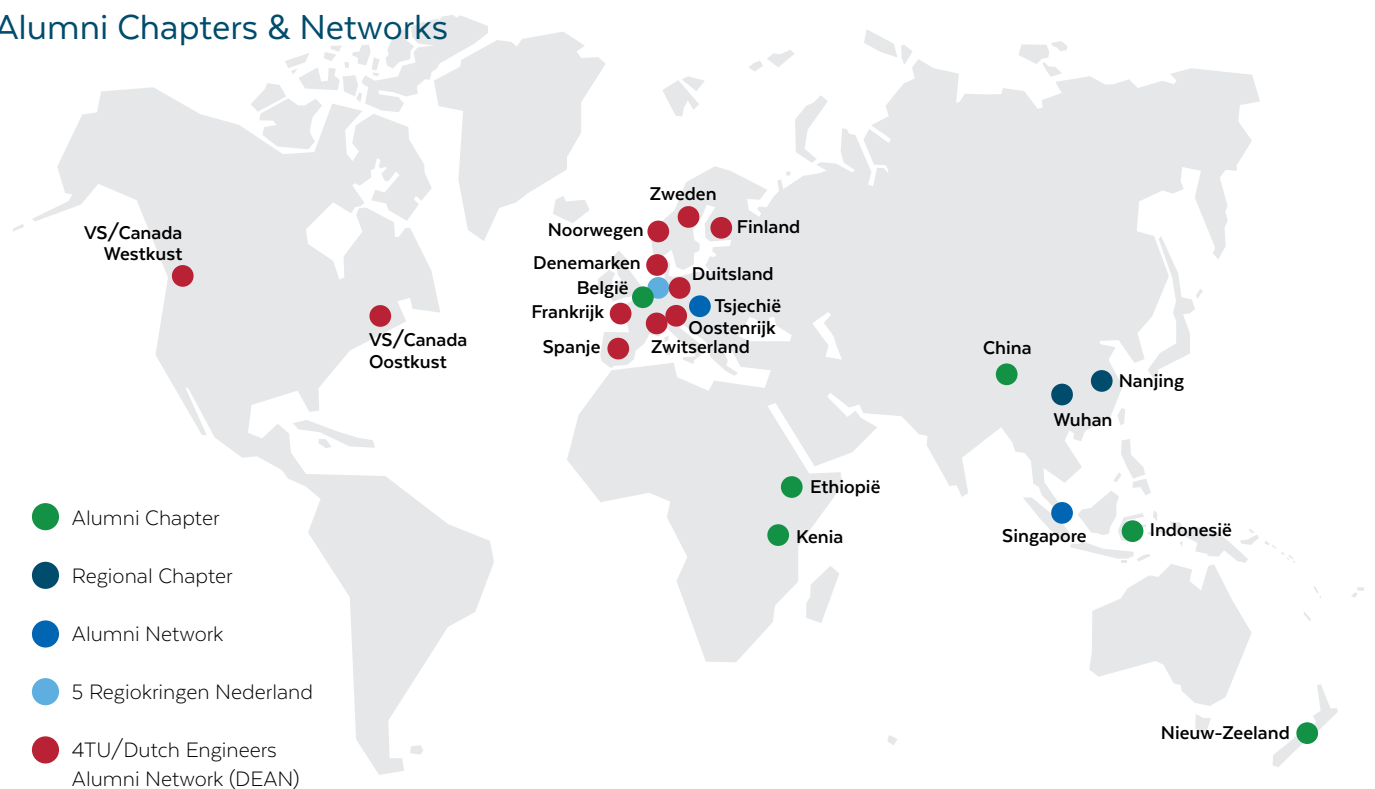 Alumni Chapters & Networks
Zweden
Noorwegen
Finland
VS/Canada
Westkust
Denemarken
Duitsland
België
Tsjechië
Frankrijk
Oostenrijk
VS/Canada
Oostkust
Spanje
Zwitserland
China
Nanjing
Wuhan
Ethiopië
Kenia
Singapore
Indonesië
Nieuw-Zeeland
Alumni Chapter
Regional Chapter
Alumni Network
5 Regiokringen Nederland
4TU/Dutch Engineers
Alumni Network (DEAN)